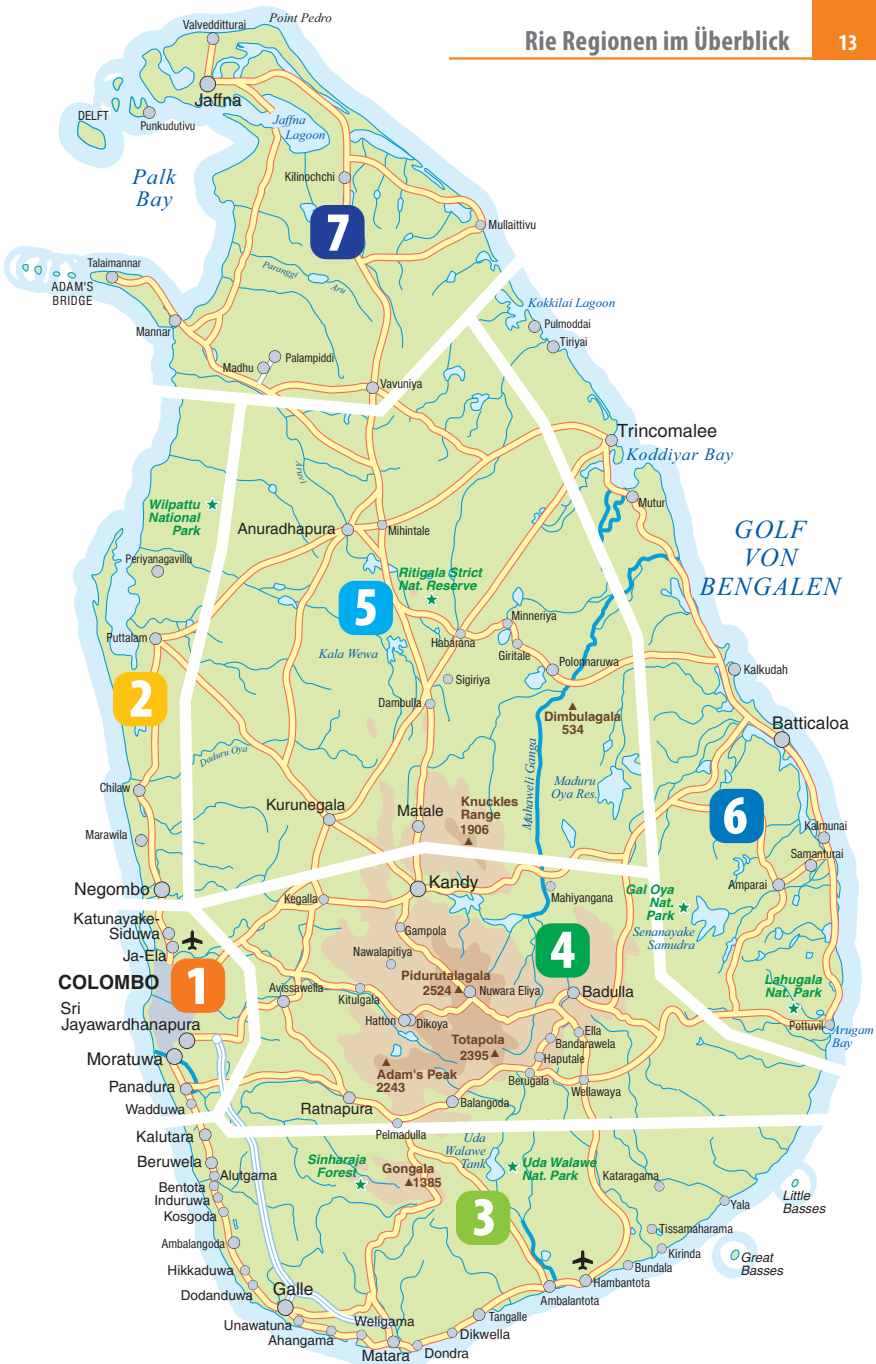 Rie Regionen im Überblick
13
Point Pedro
Valvedditturai
Jaffna
DELFT
Punkudutivu
Jaffna
Lagoon
Palk
Bay
Kilinochchi
7
Mullaittivu
Talaimannar
ADAM'S
BRIDGE
Paranggi
Aru
Kokkilai Lagoon
Mannar
Pulmoddai
Tiriyai
Palampiddi
Madhu
Vavuniya
Trincomalee
Koddiyar Bay
Aruvi
Wilpattu
National
Park
Mutur
Anuradhapura
Mihintale
GOLF
VON
BENGALEN
Periyanagavillu
Ritigala Strict
Nat. Reserve
5
Minneriya
Puttalam
Habarana
Kala Wewa
Giritale
Polonnaruwa
Kalkudah
Sigiriya
2
Dambulla
Dimbulagala
534
Batticaloa
Daduru Oya
Mahaweli Ganga
Maduru
Oya Res.
Chilaw
Kurunegala
Matale
Knuckles
Range
1906
6
Marawila
Kalmunai
Samanturai
Negombo
Kandy
Amparai
Kegalla
Mahiyangana
Gal Oya
Nat.
Park
Katunayake-
Siduwa
Gampola
Senanayake
Samudra
Ja-Ela
Nawalapitiya
4
COLOMBO
1
Pidurutalagala
2524
Nuwara Eliya
Badulla
Lahugala
Nat. Park
Avissawella
Kitulgala
Sri
Jayawardhanapura
Hatton
Dikoya
Pottuvil
Arugam
Bay
Ella
Bandarawela
Totapola
2395
Haputale
Moratuwa
Adam's Peak
2243
Berugala
Panadura
Wellawaya
Wadduwa
Ratnapura
Balangoda
Kalutara
Pelmadulla
Uda
Walawe
Tank
Beruwela
Sinharaja
Forest
Gongala
1385
Uda Walawe
Nat. Park
Alutgama
Kataragama
Bentota
Induruwa
Little
Basses
Yala
Kosgoda
3
Tissamaharama
Ambalangoda
Kirinda
Great
Basses
Bundala
Hikkaduwa
Hambantota
Dodanduwa
Galle
Ambalantota
Unawatuna
Weligama
Tangalle
Ahangama
Dikwella
Matara
Dondra